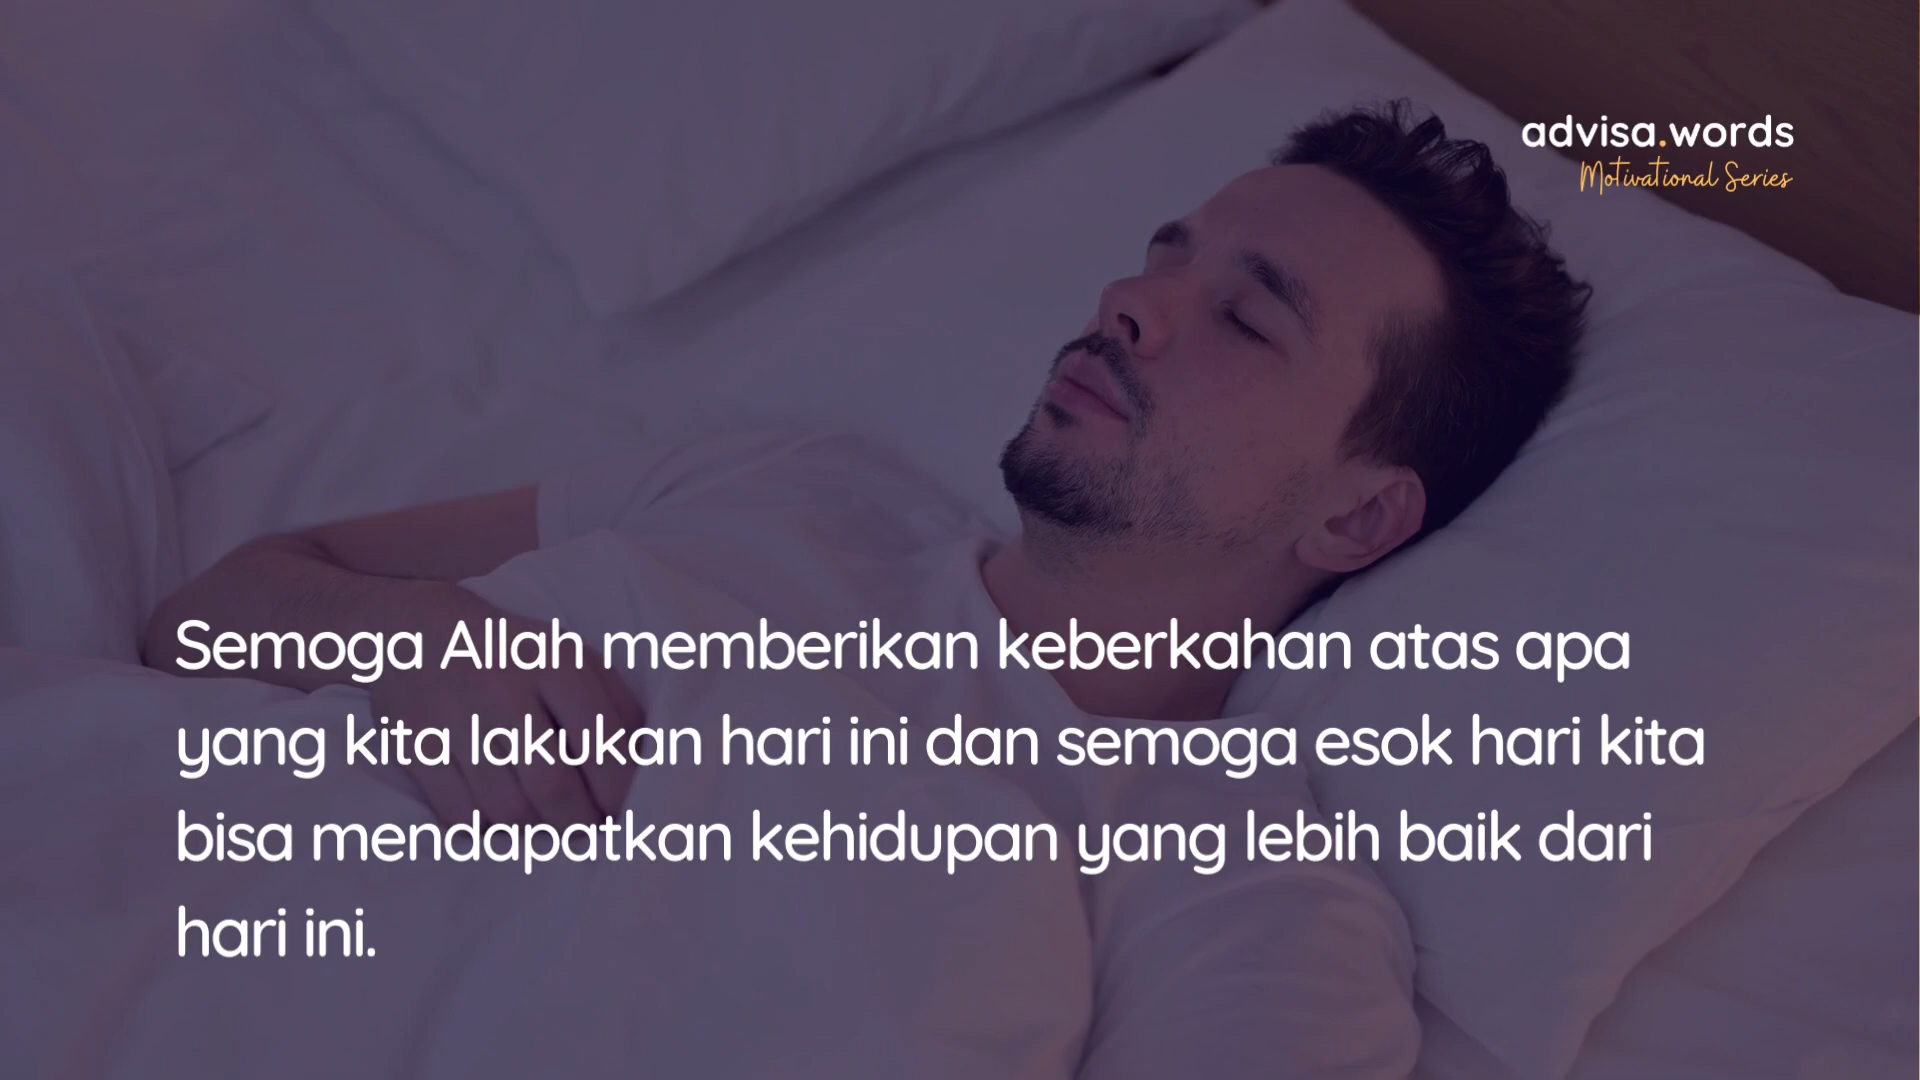 advisa.words
Motivational Series
Semoga Allah memberikan keberkahan atas apa
yang kita lakukan hari ini dan semoga esok hari kita
bisa mendapatkan kehidupan yang lebih baik dari
hari ini.